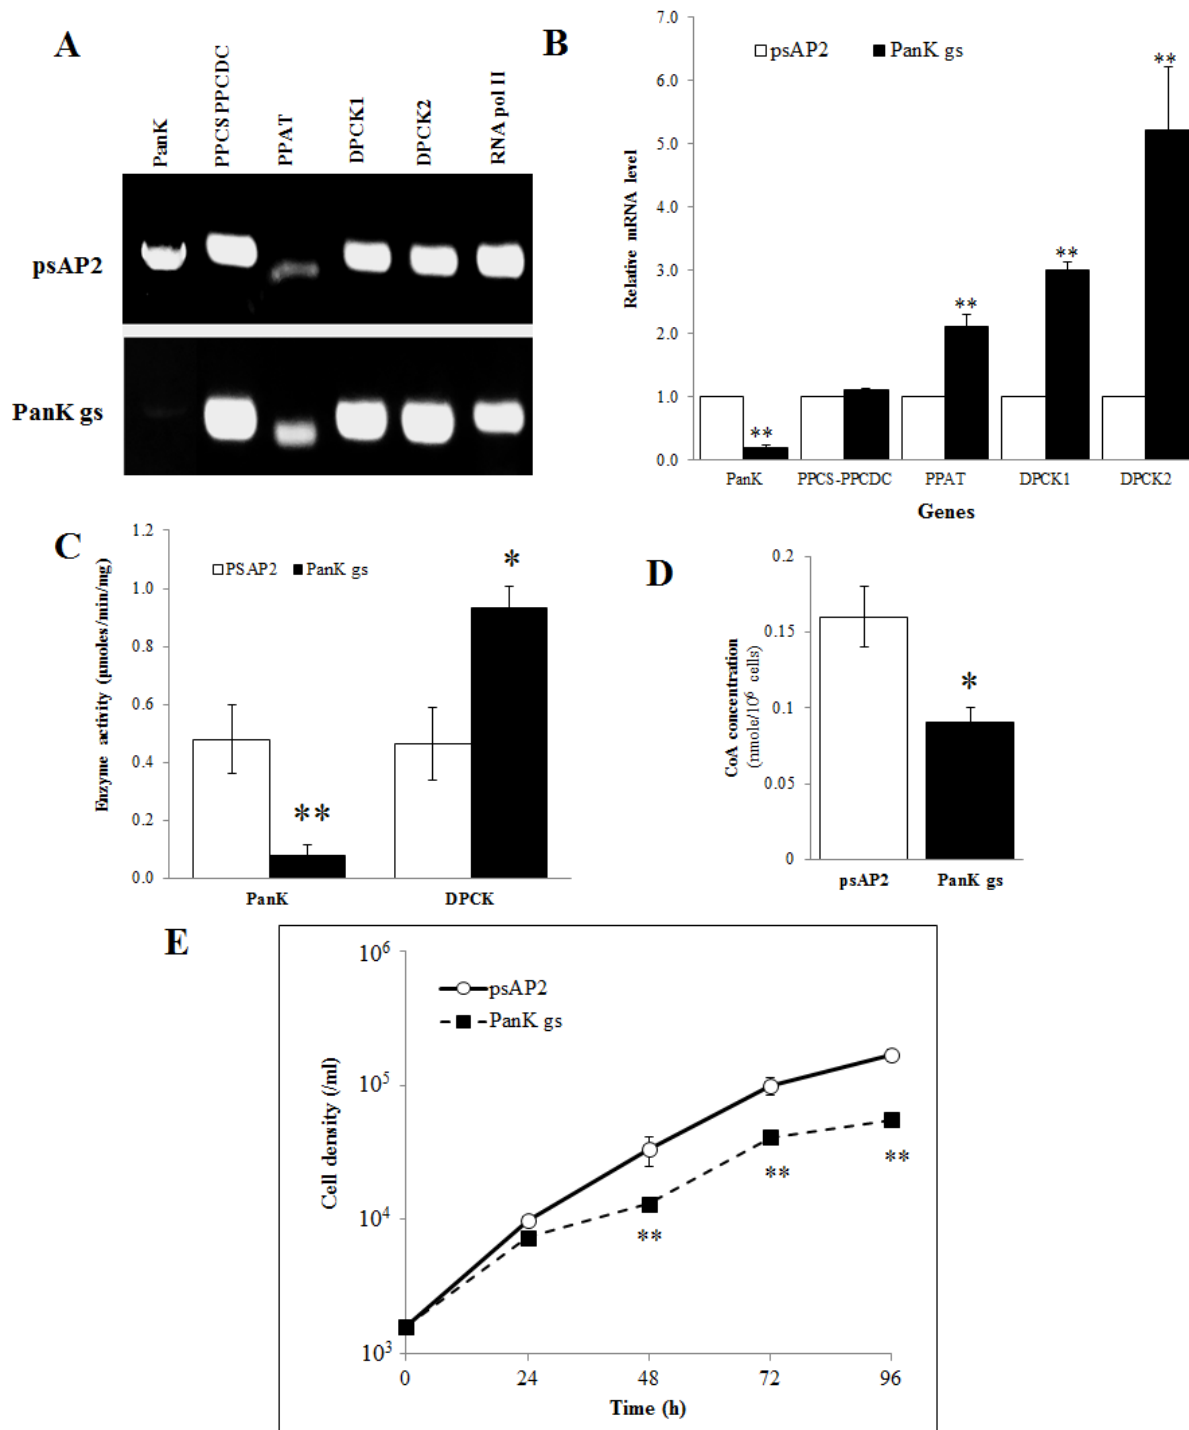 A
PanK
PPCS PPCDC
PPAT
DPCK1
DPCK2
RNA pol II
psAP2
PanK gs
B
psAP2 PanK gs
Relative mRNA level
7.0
6.0
5.0
4.0
3.0
2.0
1.0
0.0
**
**
**
**
PanK PPCS-PPCDC PPAT DPCK1 DPCK2
Genes
C
PSAP2 PanK gs
Enzyme activity (µmoles/min/mg)
1.2
1.0
0.8
0.6
0.4
0.2
0.0
**
*
PanK DPCK
D
CoA concentration
(nmole/10⁶ cells)
0.2
0.15
0.1
0.05
0
*
psAP2 PanK gs
E
psAP2
PanK gs
Cell density (/ml)
10⁶
10⁵
10⁴
10³
**
**
**
0 24 48 72 96
Time (h)